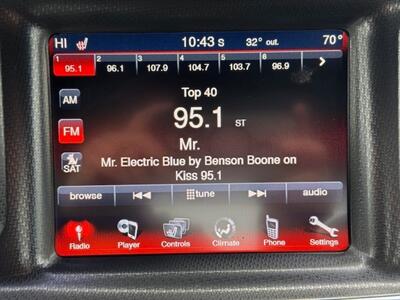 HI 10:43 S 32° out. 70°
1 2 3 4 5 6
95.1 96.1 107.9 104.7 103.7 96.9
AM
Top 40
95.1 ST
FM
Mr.
Mr. Electric Blue by Benson Boone on
Kiss 95.1
SAT
browse tune audio
Radio Player Controls Climate Phone Settings